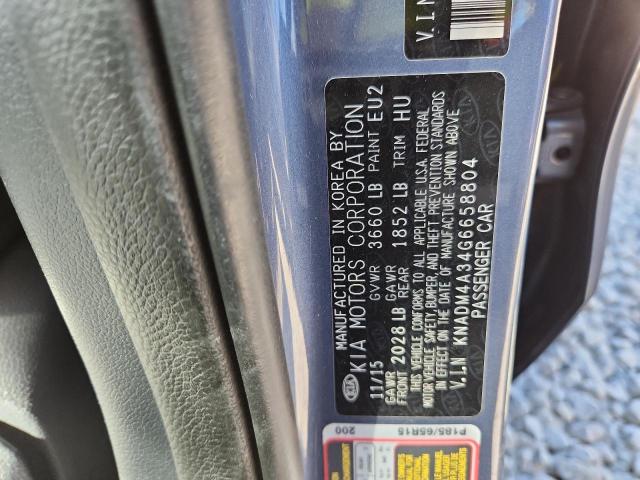 V.I.N
MANUFACTURED IN KOREA BY
KIA MOTORS CORPORATION
11/15 GVWR 3660 LB PAINT EU2
GAWR FRONT 2028 LB GAWR REAR 1852 LB TRIM HU
THIS VEHICLE CONFORMS TO ALL APPLICABLE U.S.A. FEDERAL
MOTOR VEHICLE SAFETY, BUMPER, AND THEFT PREVENTION STANDARDS
IN EFFECT ON THE DATE OF MANUFACTURE SHOWN ABOVE
V.I.N KNADM4A34G6658804
PASSENGER CAR
KIA
200 P185/65R15